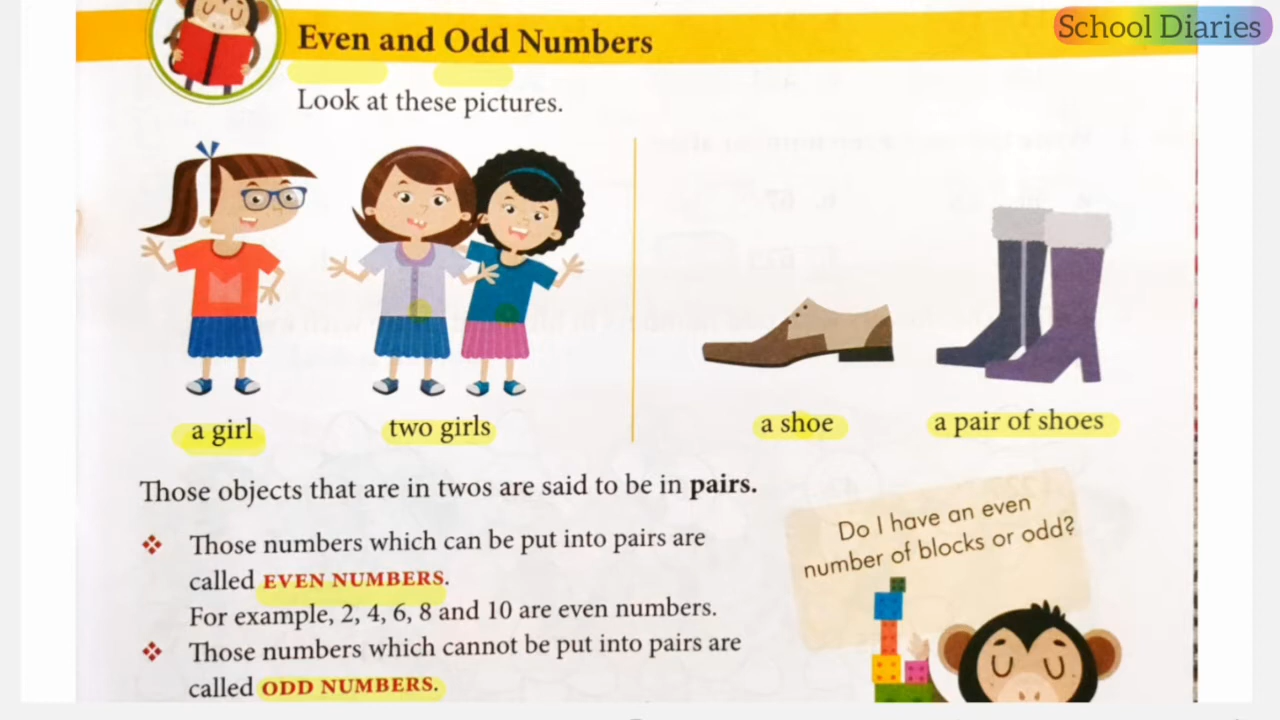 School Diaries
Even and Odd Numbers
Look at these pictures.
M
a girl
two girls
a shoe
a pair of shoes
Those objects that are in twos are said to be in pairs.
Do I have an even
number of blocks or odd?
❖ Those numbers which can be put into pairs are
called EVEN NUMBERS.
For example, 2, 4, 6, 8 and 10 are even numbers.
❖ Those numbers which cannot be put into pairs are
called ODD NUMBERS.